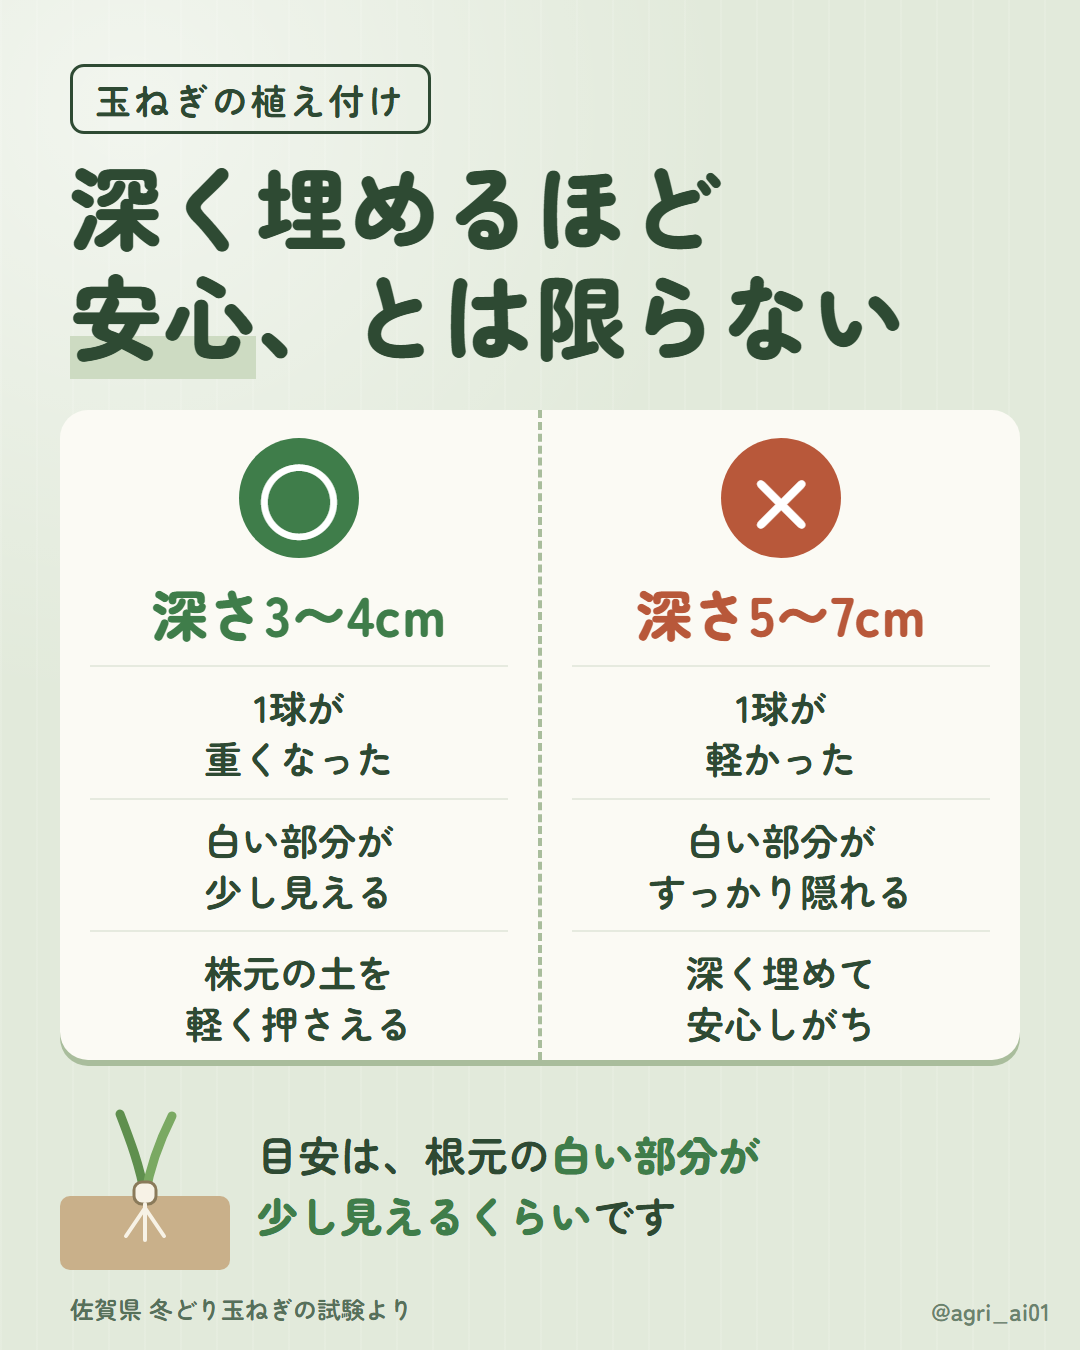 玉ねぎの植え付け
深く埋めるほど
安心、とは限らない
深さ3〜4cm
1球が
重くなった
白い部分が
少し見える
株元の土を
軽く押さえる
深さ5〜7cm
1球が
軽かった
白い部分が
すっかり隠れる
深く埋めて
安心しがち
目安は、根元の白い部分が
少し見えるくらいです
佐賀県 冬どり玉ねぎの試験より
@agri_ai01